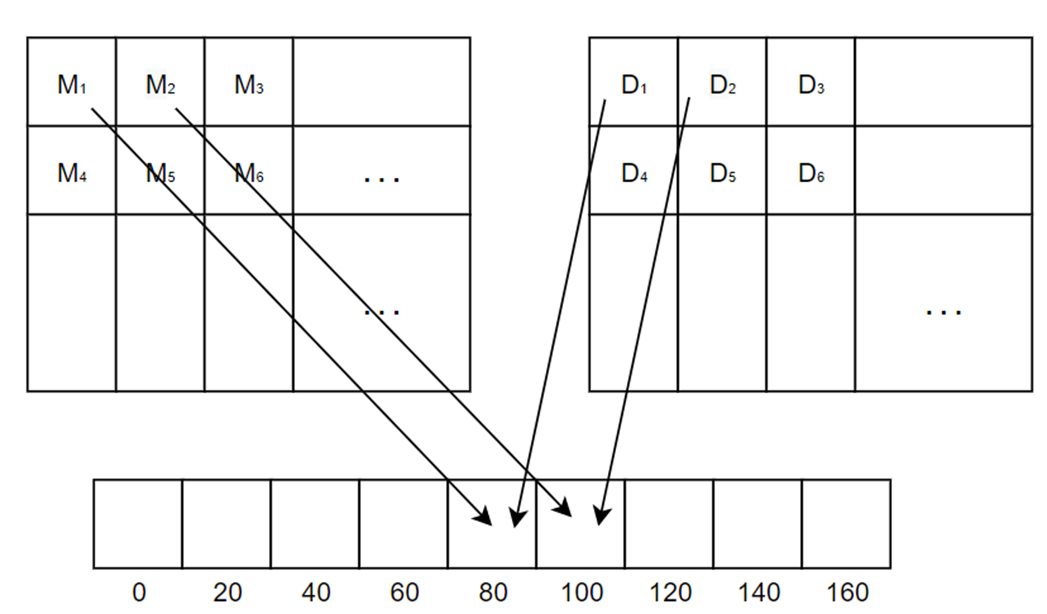 M₁ M₂ M₃ D₁ D₂ D₃
M₄ M₅ M₆ ... D₄ D₅ D₆
... ...
0 20 40 60 80 100 120 140 160